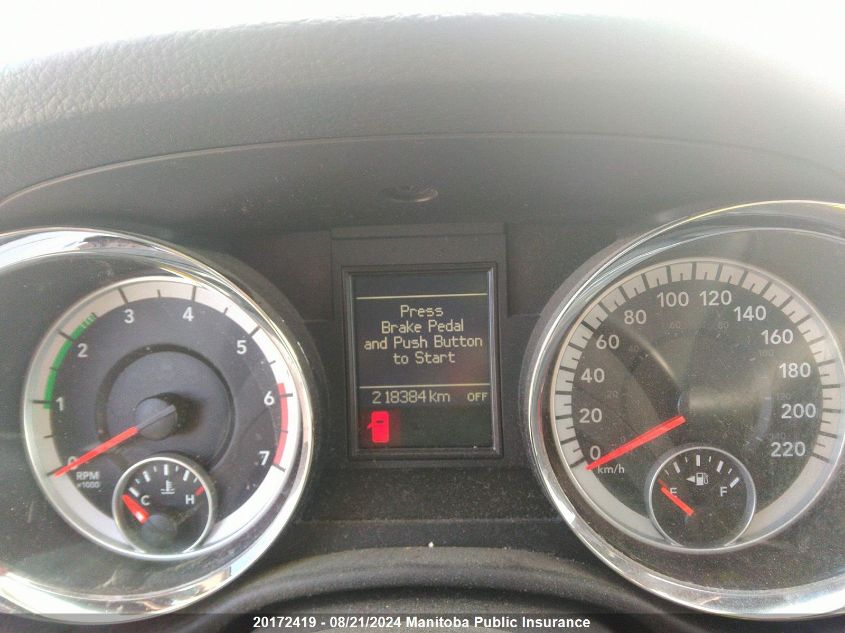 Press
Brake Pedal
and Push Button
to Start
218384 km OFF
0 1 2 3 4 5 6 7
RPM
x1000
C H
0 20 40 60 80 100 120 140 160 180 200 220
km/h
E F
20172419 - 08/21/2024 Manitoba Public Insurance